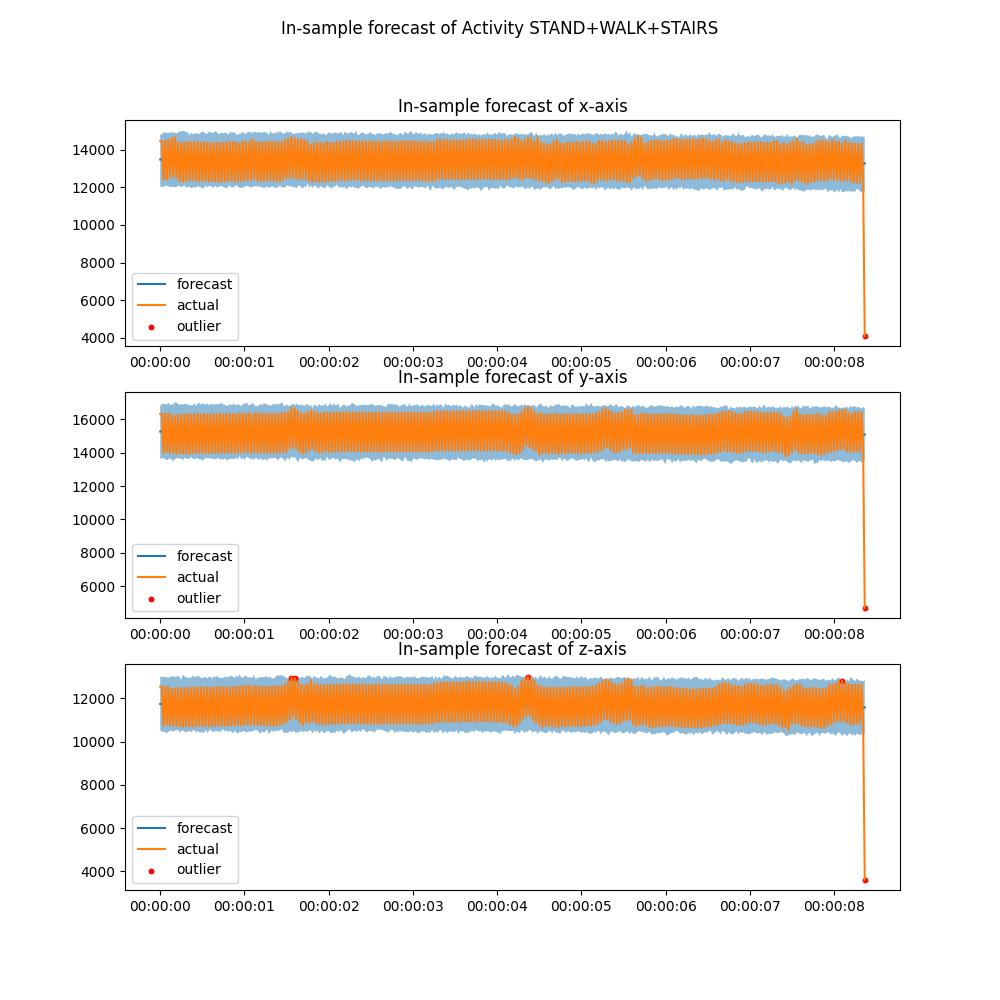 In-sample forecast of Activity STAND+WALK+STAIRS
In-sample forecast of x-axis
14000
12000
10000
8000
6000
4000
forecast
actual
outlier
00:00:00 00:00:01 00:00:02 00:00:03 00:00:04 00:00:05 00:00:06 00:00:07 00:00:08
In-sample forecast of y-axis
16000
14000
12000
10000
8000
6000
forecast
actual
outlier
00:00:00 00:00:01 00:00:02 00:00:03 00:00:04 00:00:05 00:00:06 00:00:07 00:00:08
In-sample forecast of z-axis
12000
10000
8000
6000
4000
forecast
actual
outlier
00:00:00 00:00:01 00:00:02 00:00:03 00:00:04 00:00:05 00:00:06 00:00:07 00:00:08